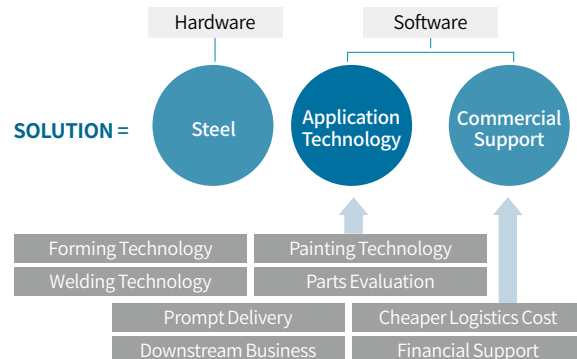 Hardware
Software
SOLUTION =
Steel
Application
Technology
Commercial
Support
Forming Technology
Painting Technology
Welding Technology
Parts Evaluation
Prompt Delivery
Cheaper Logistics Cost
Downstream Business
Financial Support